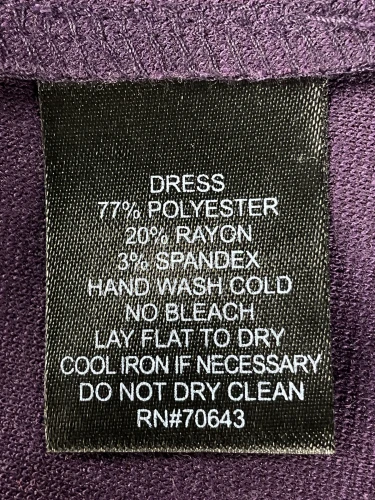 DRESS
77% POLYESTER
20% RAYON
3% SPANDEX
HAND WASH COLD
NO BLEACH
LAY FLAT TO DRY
COOL IRON IF NECESSARY
DO NOT DRY CLEAN
RN#70643